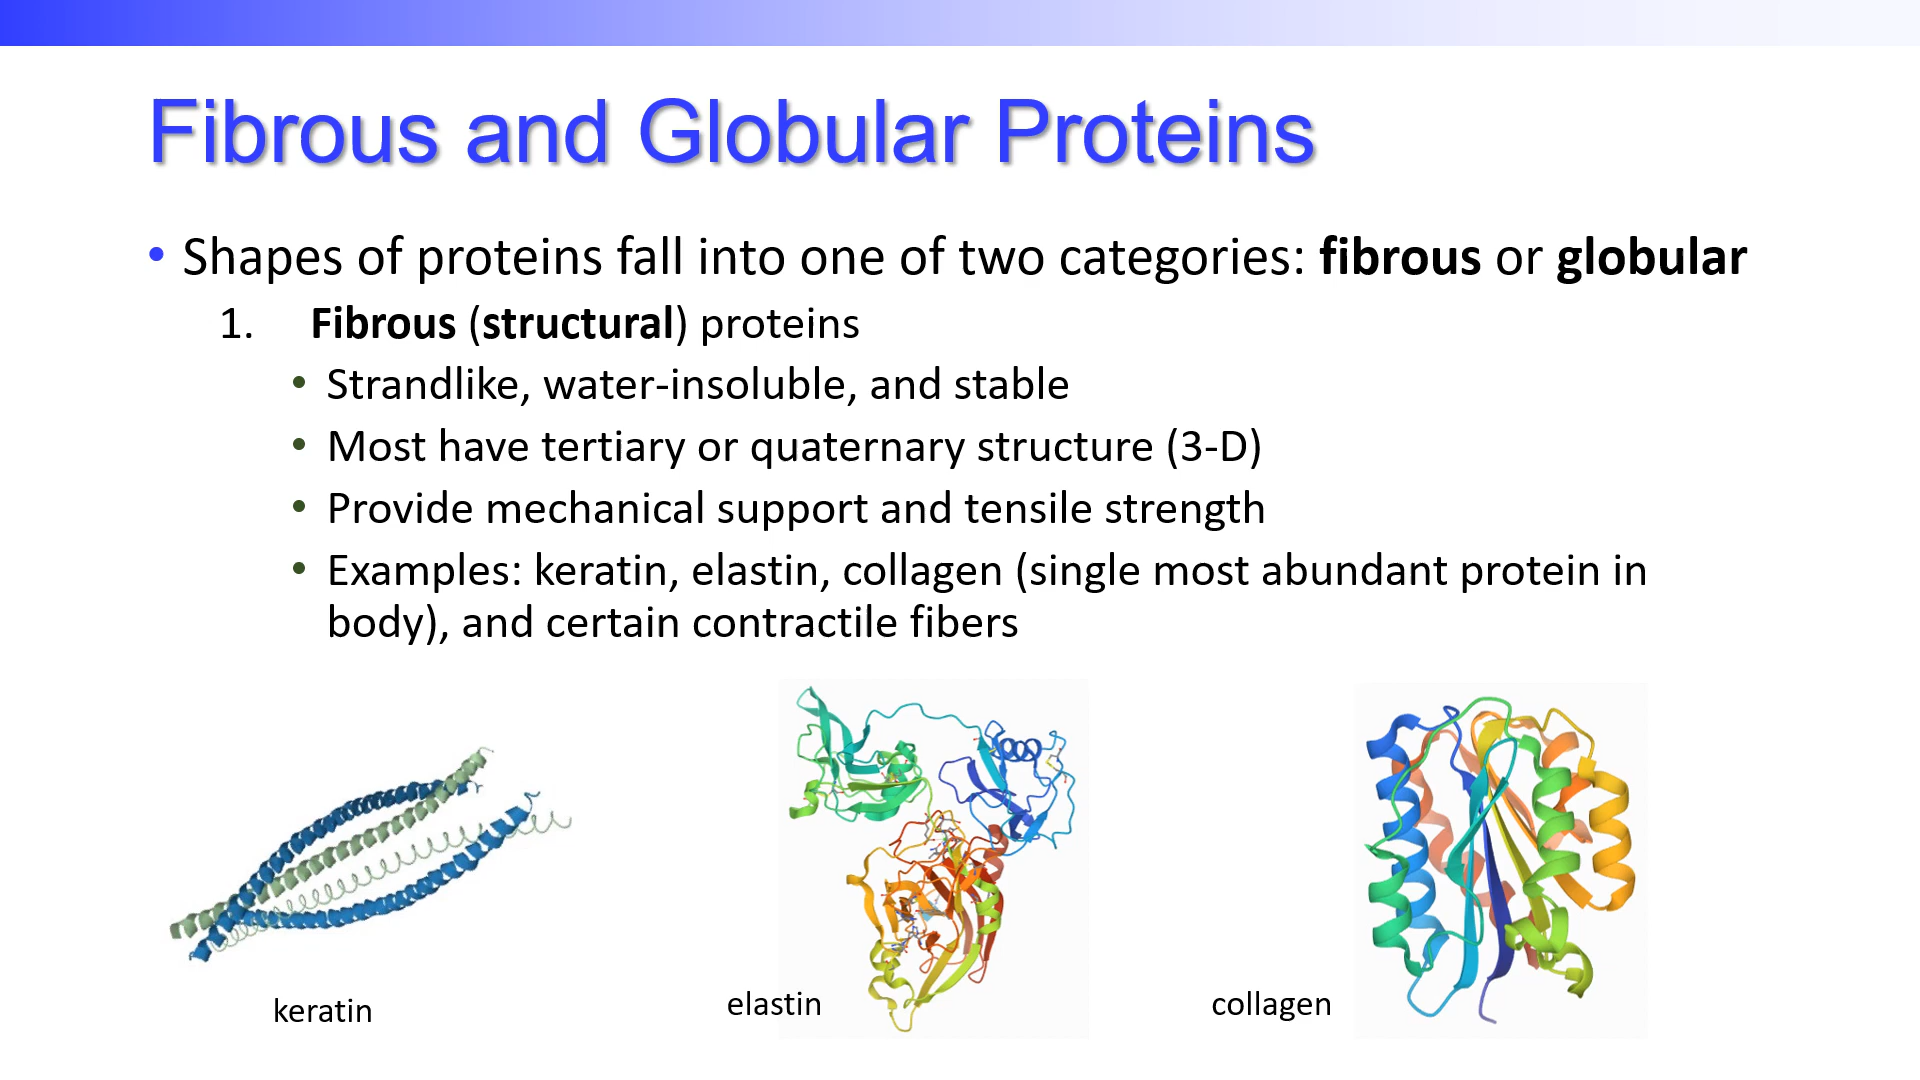 Fibrous and Globular Proteins
• Shapes of proteins fall into one of two categories: fibrous or globular
1. Fibrous (structural) proteins
• Strandlike, water-insoluble, and stable
• Most have tertiary or quaternary structure (3-D)
• Provide mechanical support and tensile strength
• Examples: keratin, elastin, collagen (single most abundant protein in
body), and certain contractile fibers
keratin
elastin
collagen